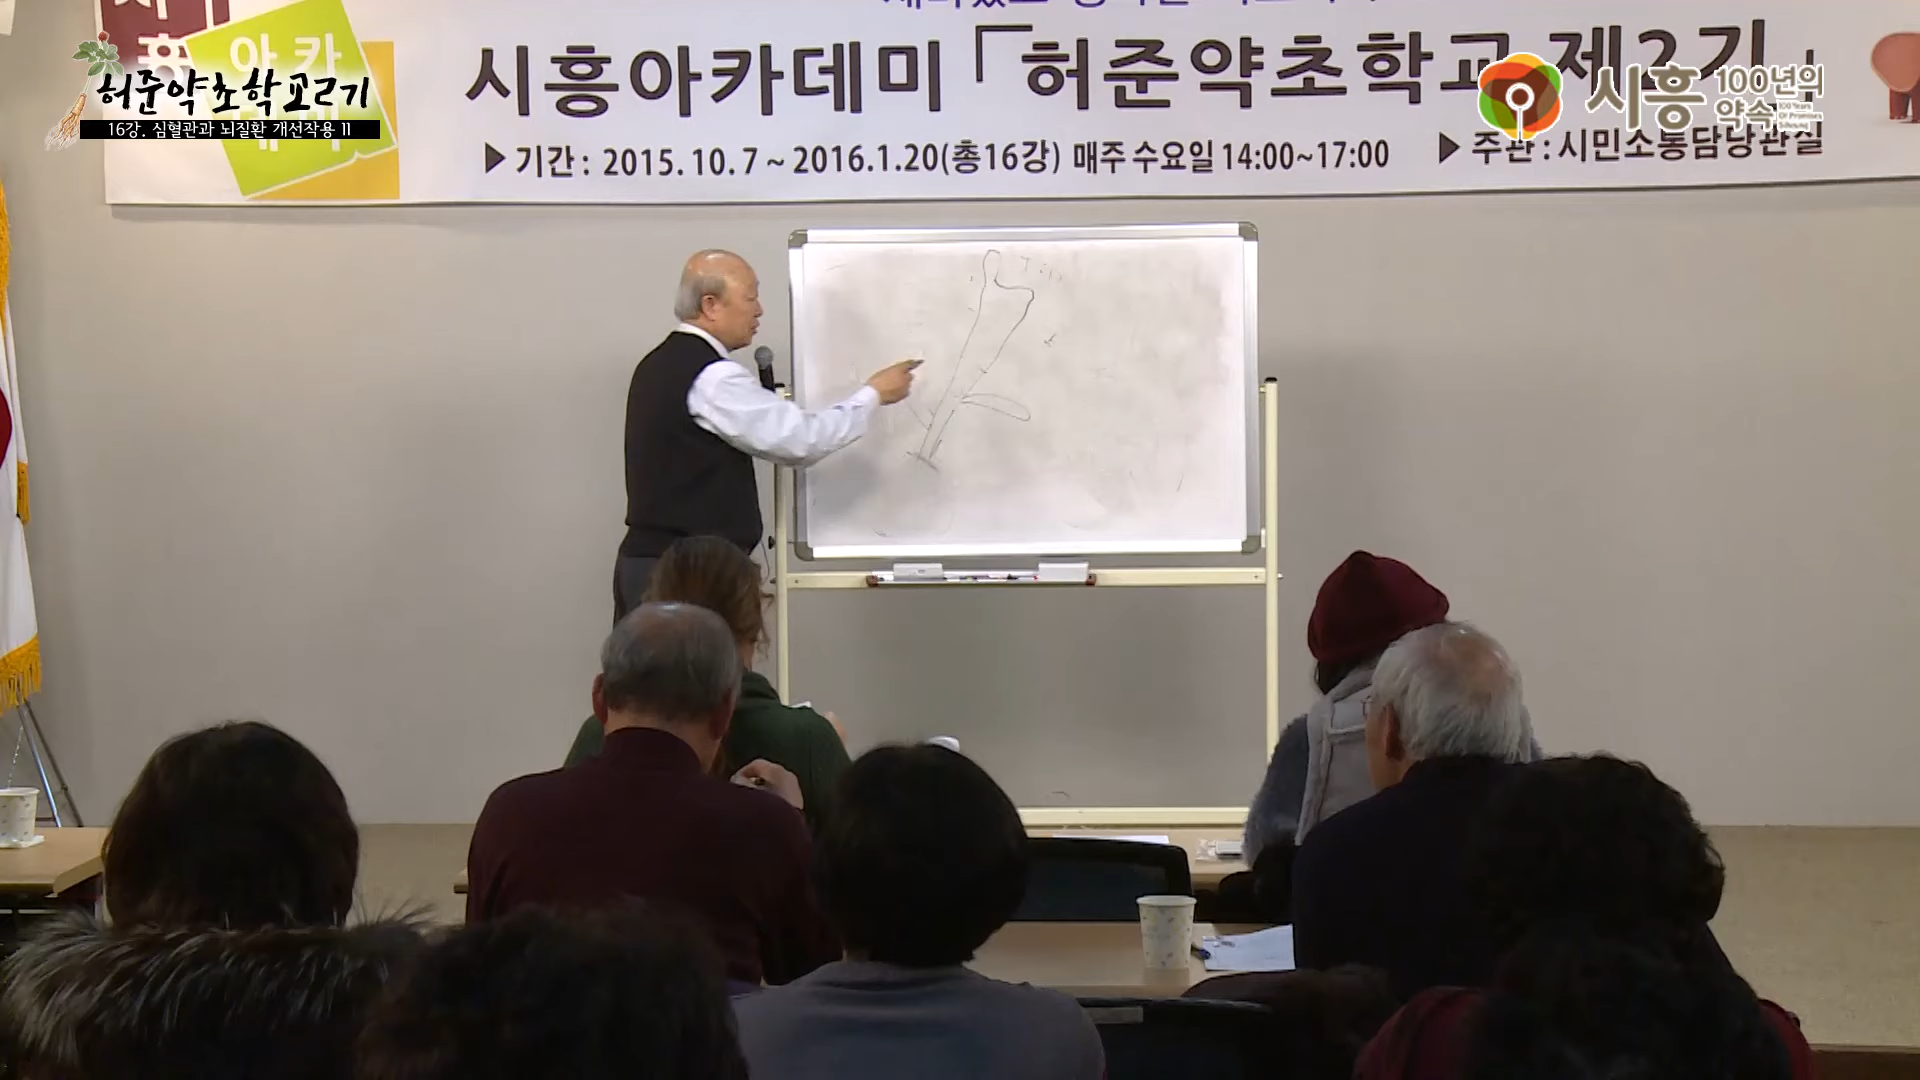 허준약초학교2기
16강. 심혈관과 뇌질환 개선작용 II
시흥아카데미「허준약초학교 제2기」
▶기간 : 2015.10.7~2016.1.20(총16강) 매주 수요일 14:00~17:00
▶주관 : 시민소통담당관실
시흥 100년의 약속